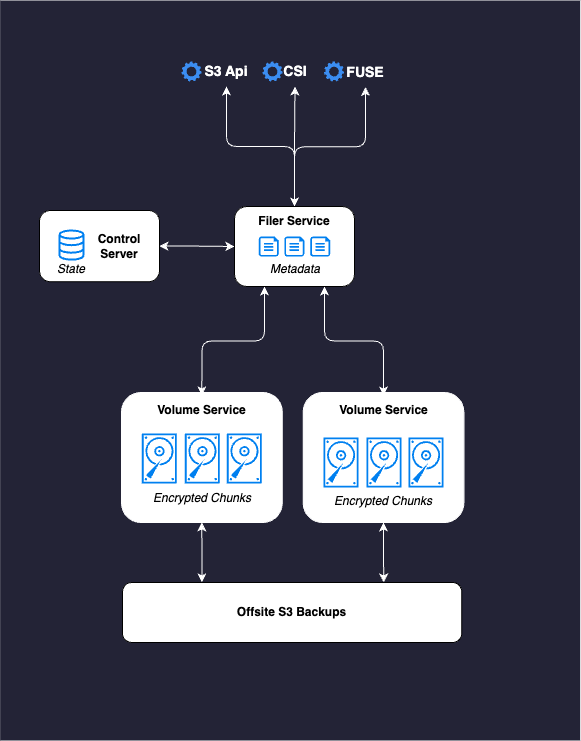 S3 Api
CSI
FUSE
Filer Service
Metadata
Control
Server
State
Volume Service
Encrypted Chunks
Volume Service
Encrypted Chunks
Offsite S3 Backups